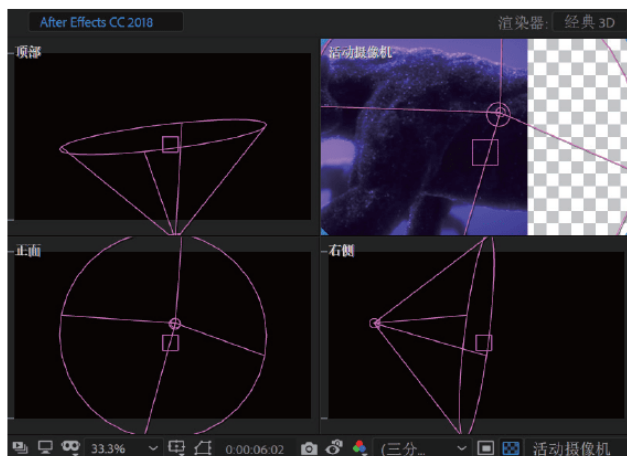 After Effects CC 2018 渲染器: 经典 3D
顶部
活动摄像机
正面
右侧
33.3% 0:00:06:02 (三分... 活动摄像机